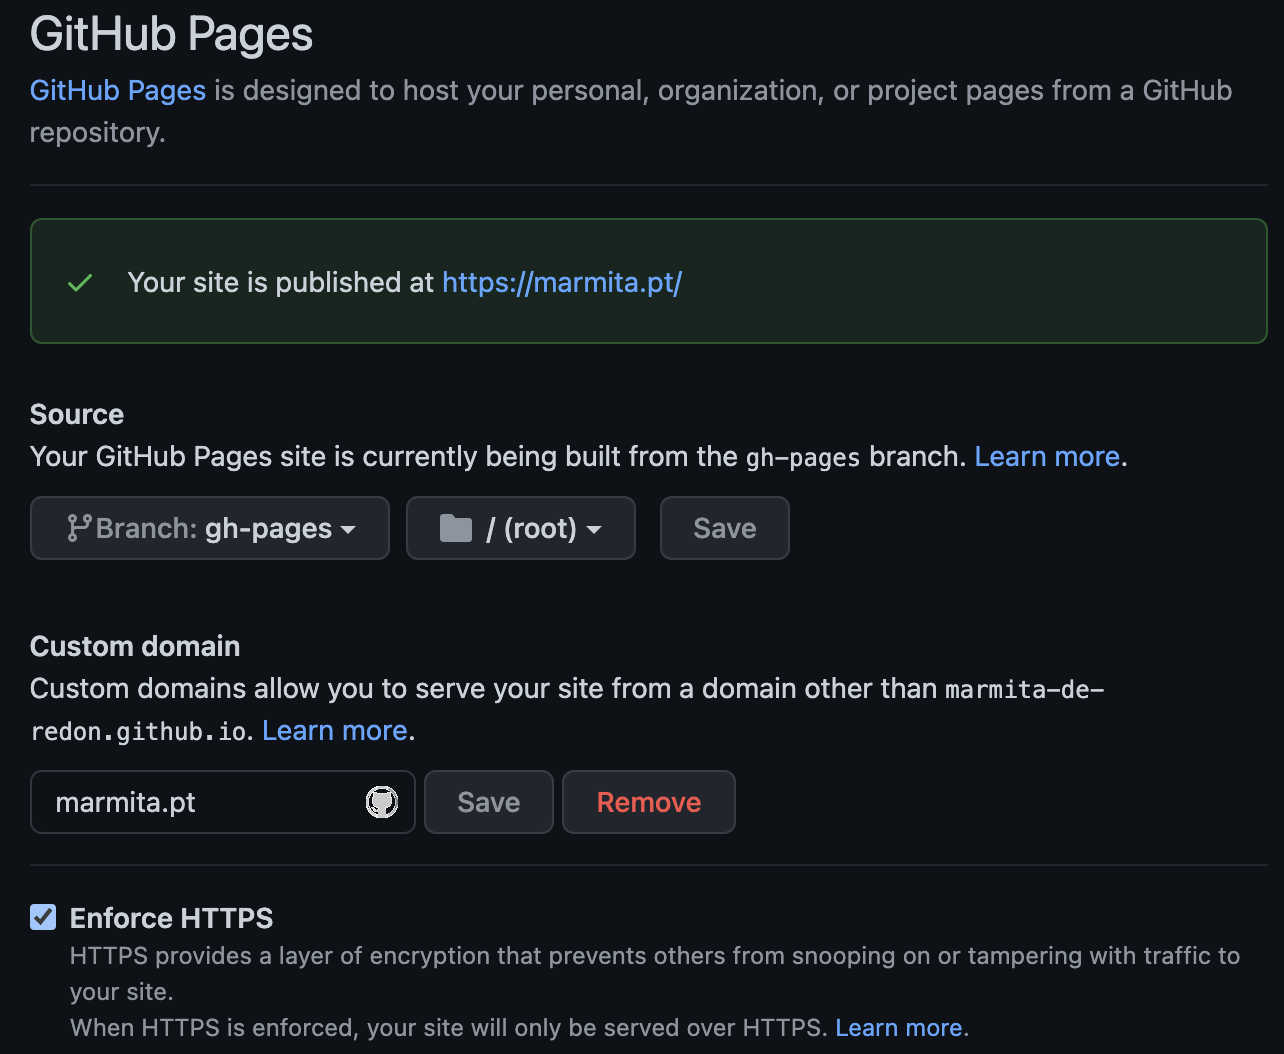 GitHub Pages
GitHub Pages is designed to host your personal, organization, or project pages from a GitHub
repository.
Your site is published at https://marmita.pt/
Source
Your GitHub Pages site is currently being built from the gh-pages branch. Learn more.
Branch: gh-pages / (root) Save
Custom domain
Custom domains allow you to serve your site from a domain other than marmita-de-
redon.github.io. Learn more.
marmita.pt Save Remove
Enforce HTTPS
HTTPS provides a layer of encryption that prevents others from snooping on or tampering with traffic to
your site.
When HTTPS is enforced, your site will only be served over HTTPS. Learn more.